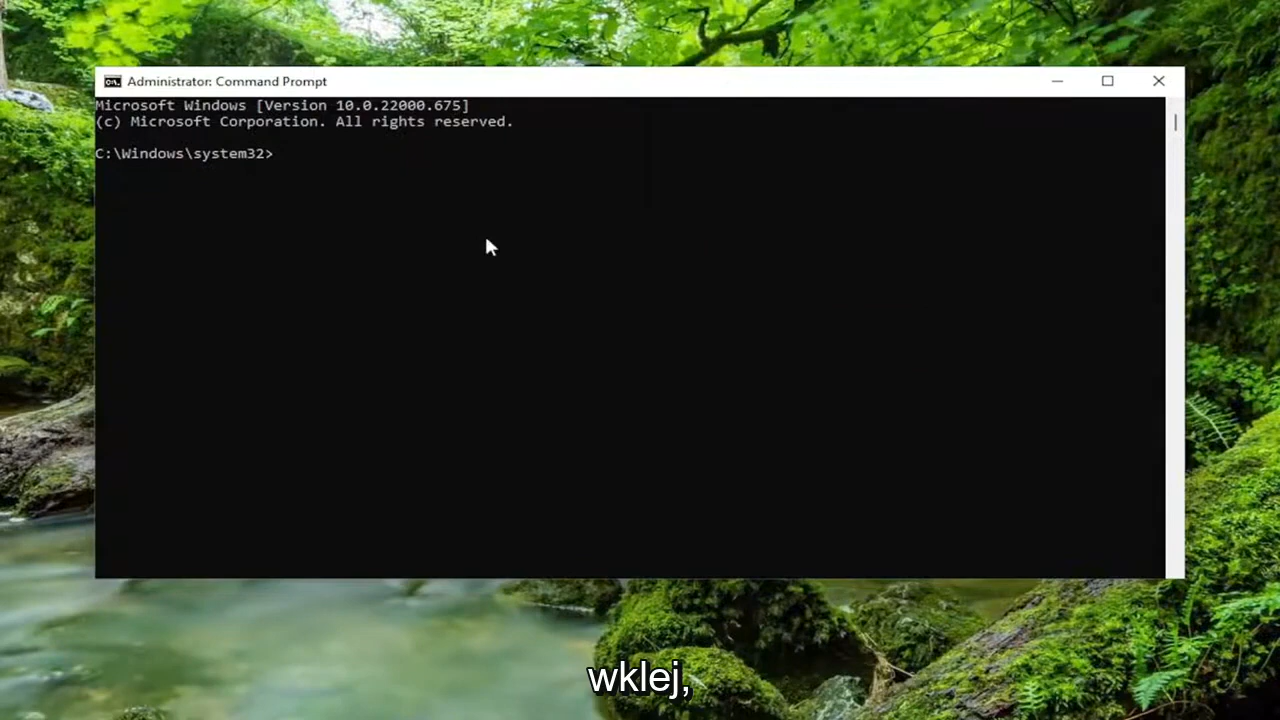 Administrator: Command Prompt
Microsoft Windows [Version 10.0.22000.675]
(c) Microsoft Corporation. All rights reserved.
C:\Windows\system32>
wklej,